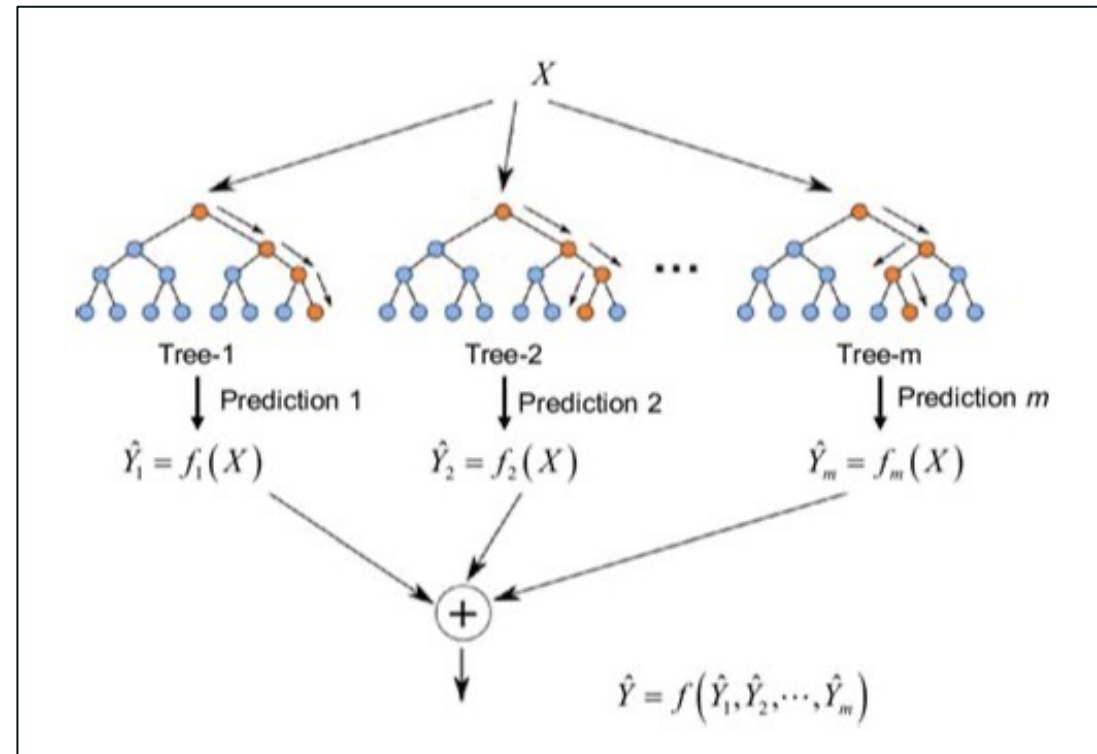 X
...
Tree-1 Tree-2 Tree-m
Prediction 1 Prediction 2 Prediction m
Ŷ₁ = f₁(X) Ŷ₂ = f₂(X) Ŷₘ = fₘ(X)
+
Ŷ = f(Ŷ₁,Ŷ₂,⋯,Ŷₘ)